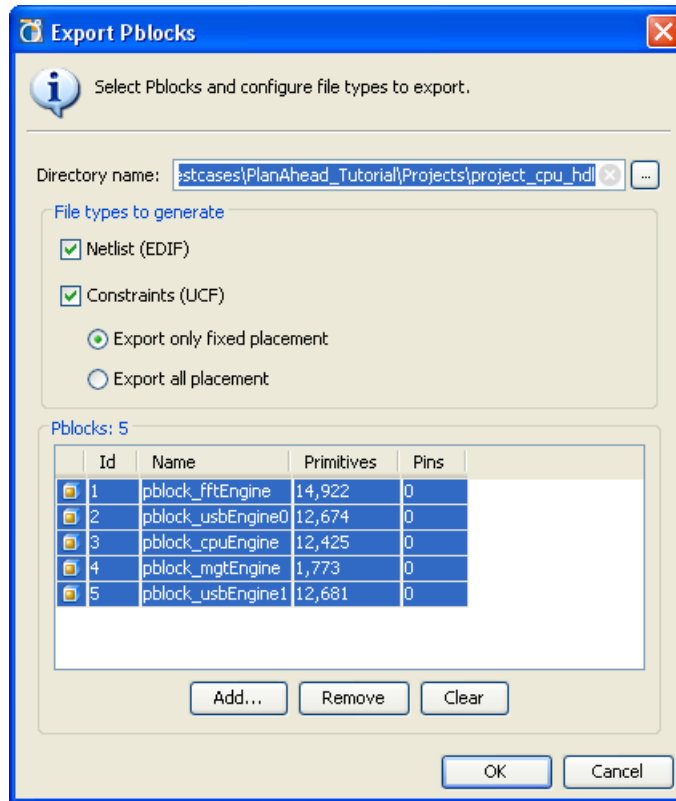 Export Pblocks
Select Pblocks and configure file types to export.
Directory name: estcases\PlanAhead_Tutorial\Projects\project_cpu_hdl ...
File types to generate
Netlist (EDIF)
Constraints (UCF)
Export only fixed placement
Export all placement
Pblocks: 5
Id Name Primitives Pins
1 pblock_fftEngine 14,922 0
2 pblock_usbEngine0 12,674 0
3 pblock_cpuEngine 12,425 0
4 pblock_mgtEngine 1,773 0
5 pblock_usbEngine1 12,681 0
Add... Remove Clear
OK Cancel